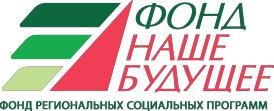 ФОНД
НАШЕ
БУДУЩЕЕ
ФОНД РЕГИОНАЛЬНЫХ СОЦИАЛЬНЫХ ПРОГРАММ